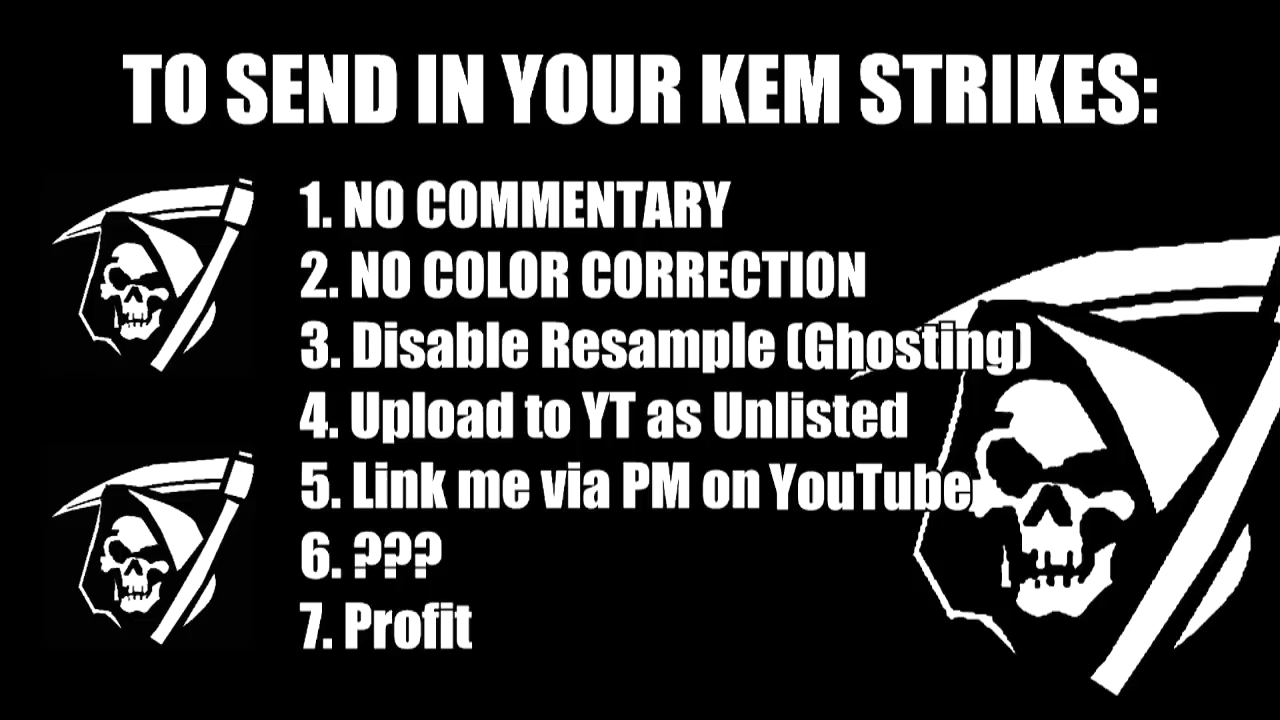 TO SEND IN YOUR KEM STRIKES:
1. NO COMMENTARY
2. NO COLOR CORRECTION
3. Disable Resample (Ghosting)
4. Upload to YT as Unlisted
5. Link me via PM on YouTube
6. ???
7. Profit